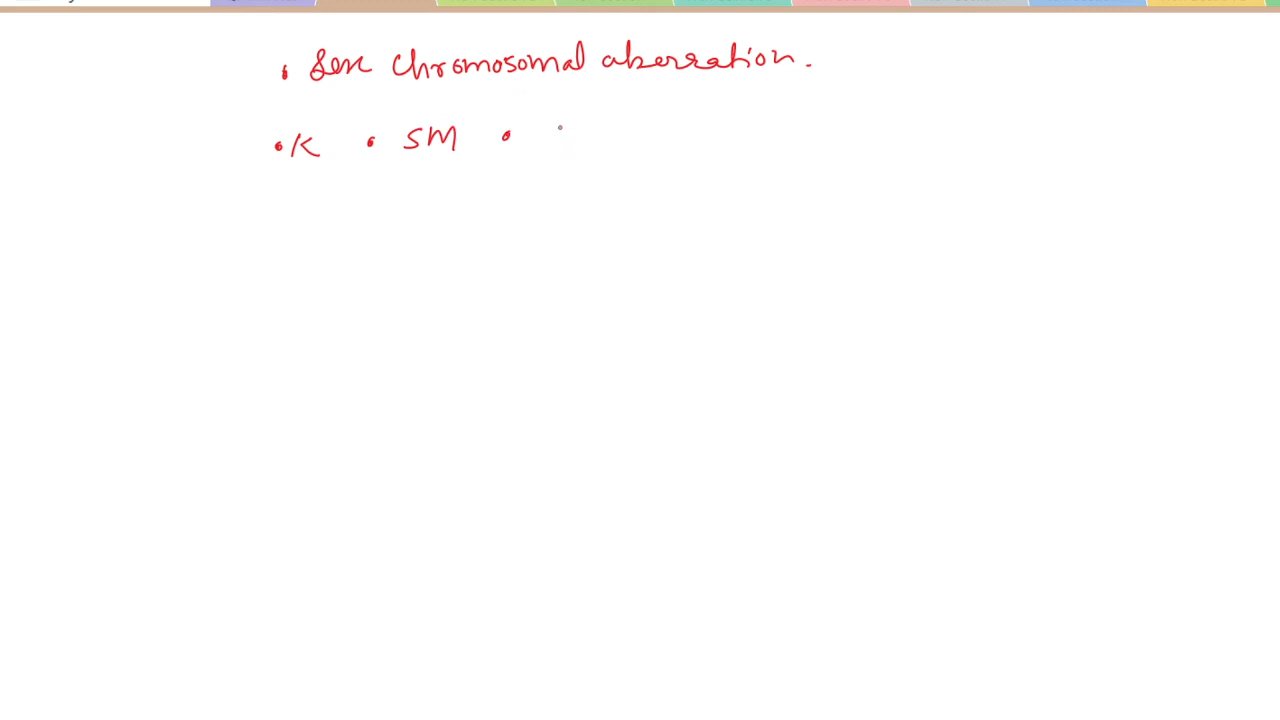 • Sex chromosomal aberration.
• K • SM •